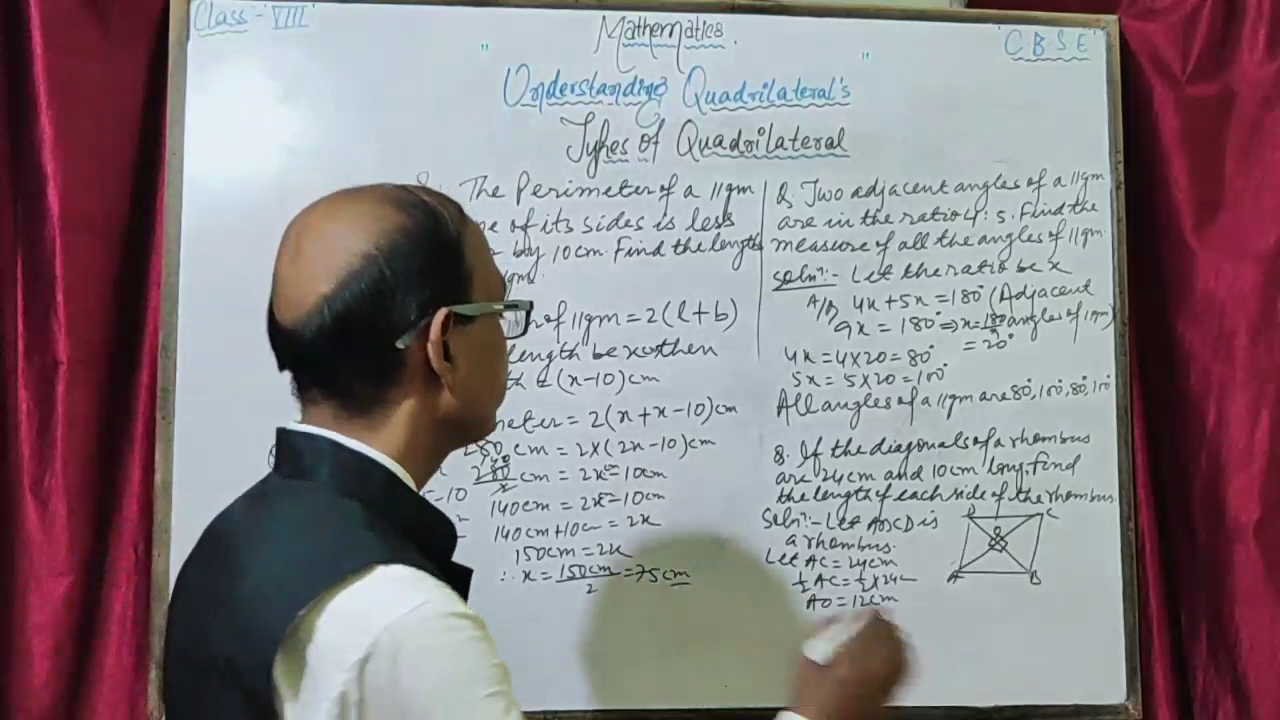 Class-'VIII'
Mathematics.
"CBSE"
" "
Understanding Quadrilateral's
Types of Quadrilateral
The Perimeter of a ||gm
of its sides is less
by 10cm. Find the length
of ||gm = 2(l+b)
length be x then
= (x-10)cm
= 2(x+x-10)cm
280cm = 2×(2x-10)cm
280/2 cm = 2x-10cm
140cm = 2x-10cm
140cm+10cm = 2x
150cm = 2x
∴ x = 150cm/2 = 75cm
-10
Q. Two adjacent angles of a ||gm
are in the ratio 4:5. Find the
measure of all the angles of ||gm.
Soln:- Let the ratio be x
A/Q 4x+5x=180° (Adjacent
9x = 180° ⇒ x=180/9 angles of ||gm)
= 20°
4x=4×20=80°
5x=5×20=100°
All angles of a ||gm are 80°,100°,80°,100°
Q. If the diagonals of a rhombus
are 24cm and 10cm long, find
the length of each side of the rhombus.
Soln:- Let ABCD is
a rhombus.
Let AC=24cm
½AC=½×24
AO=12cm
D C
O
A B